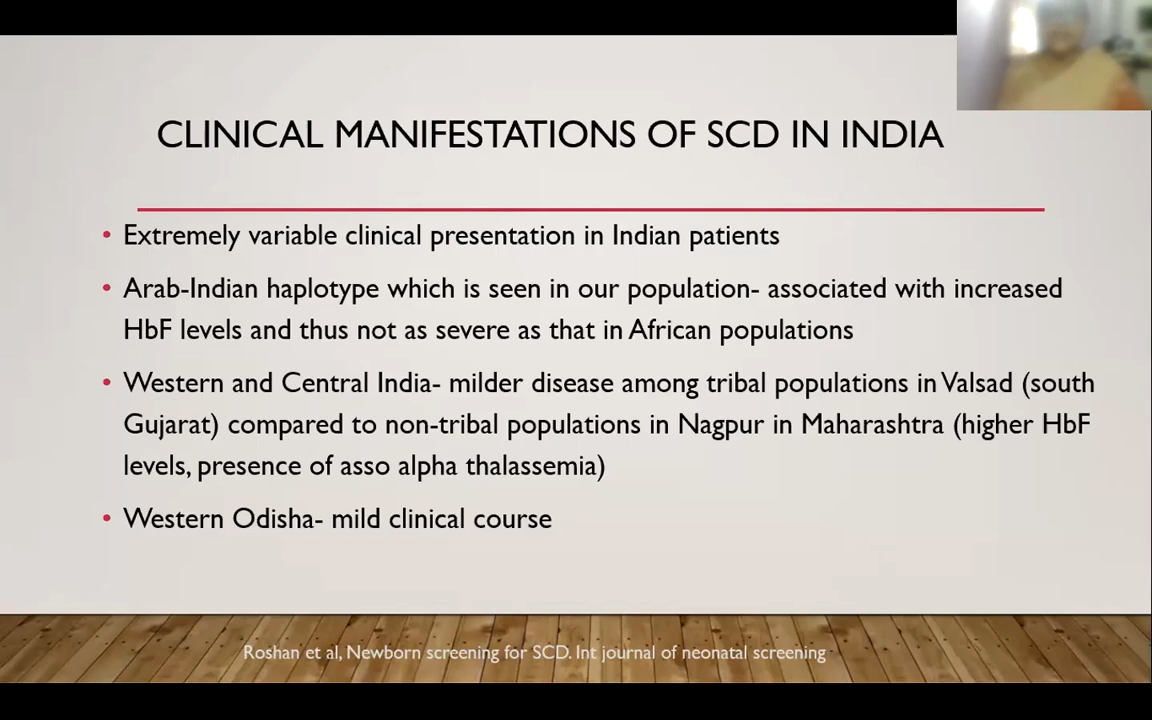 CLINICAL MANIFESTATIONS OF SCD IN INDIA
• Extremely variable clinical presentation in Indian patients
• Arab-Indian haplotype which is seen in our population- associated with increased
HbF levels and thus not as severe as that in African populations
• Western and Central India- milder disease among tribal populations in Valsad (south
Gujarat) compared to non-tribal populations in Nagpur in Maharashtra (higher HbF
levels, presence of asso alpha thalassemia)
• Western Odisha- mild clinical course
Roshan et al, Newborn screening for SCD. Int journal of neonatal screening